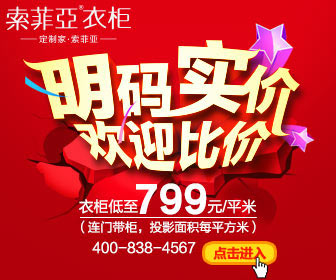 索菲亞®衣柜
定制家·索菲亚
明码实价
欢迎比价
衣柜低至799元/平米
（连门带柜，投影面积每平方米）
400-838-4567
点击进入